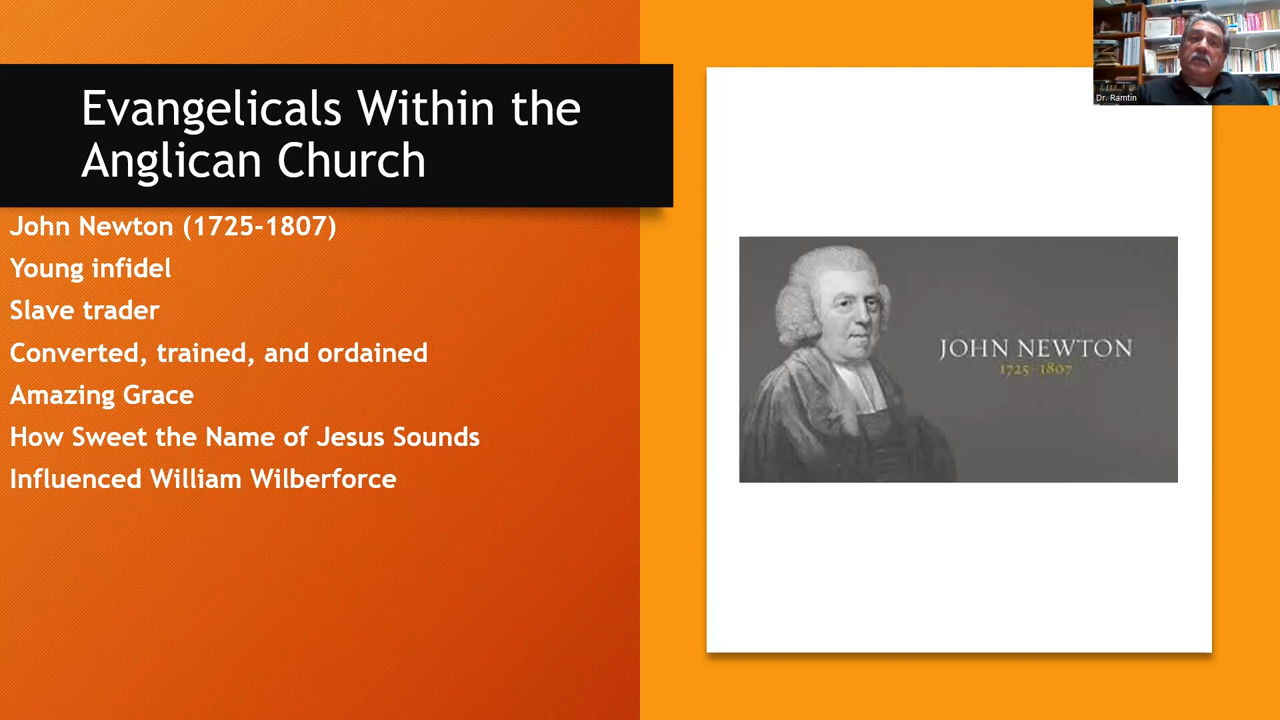 Evangelicals Within the
Anglican Church
John Newton (1725-1807)
Young infidel
Slave trader
Converted, trained, and ordained
Amazing Grace
How Sweet the Name of Jesus Sounds
Influenced William Wilberforce
JOHN NEWTON
1725-1807
Dr. Ramtin